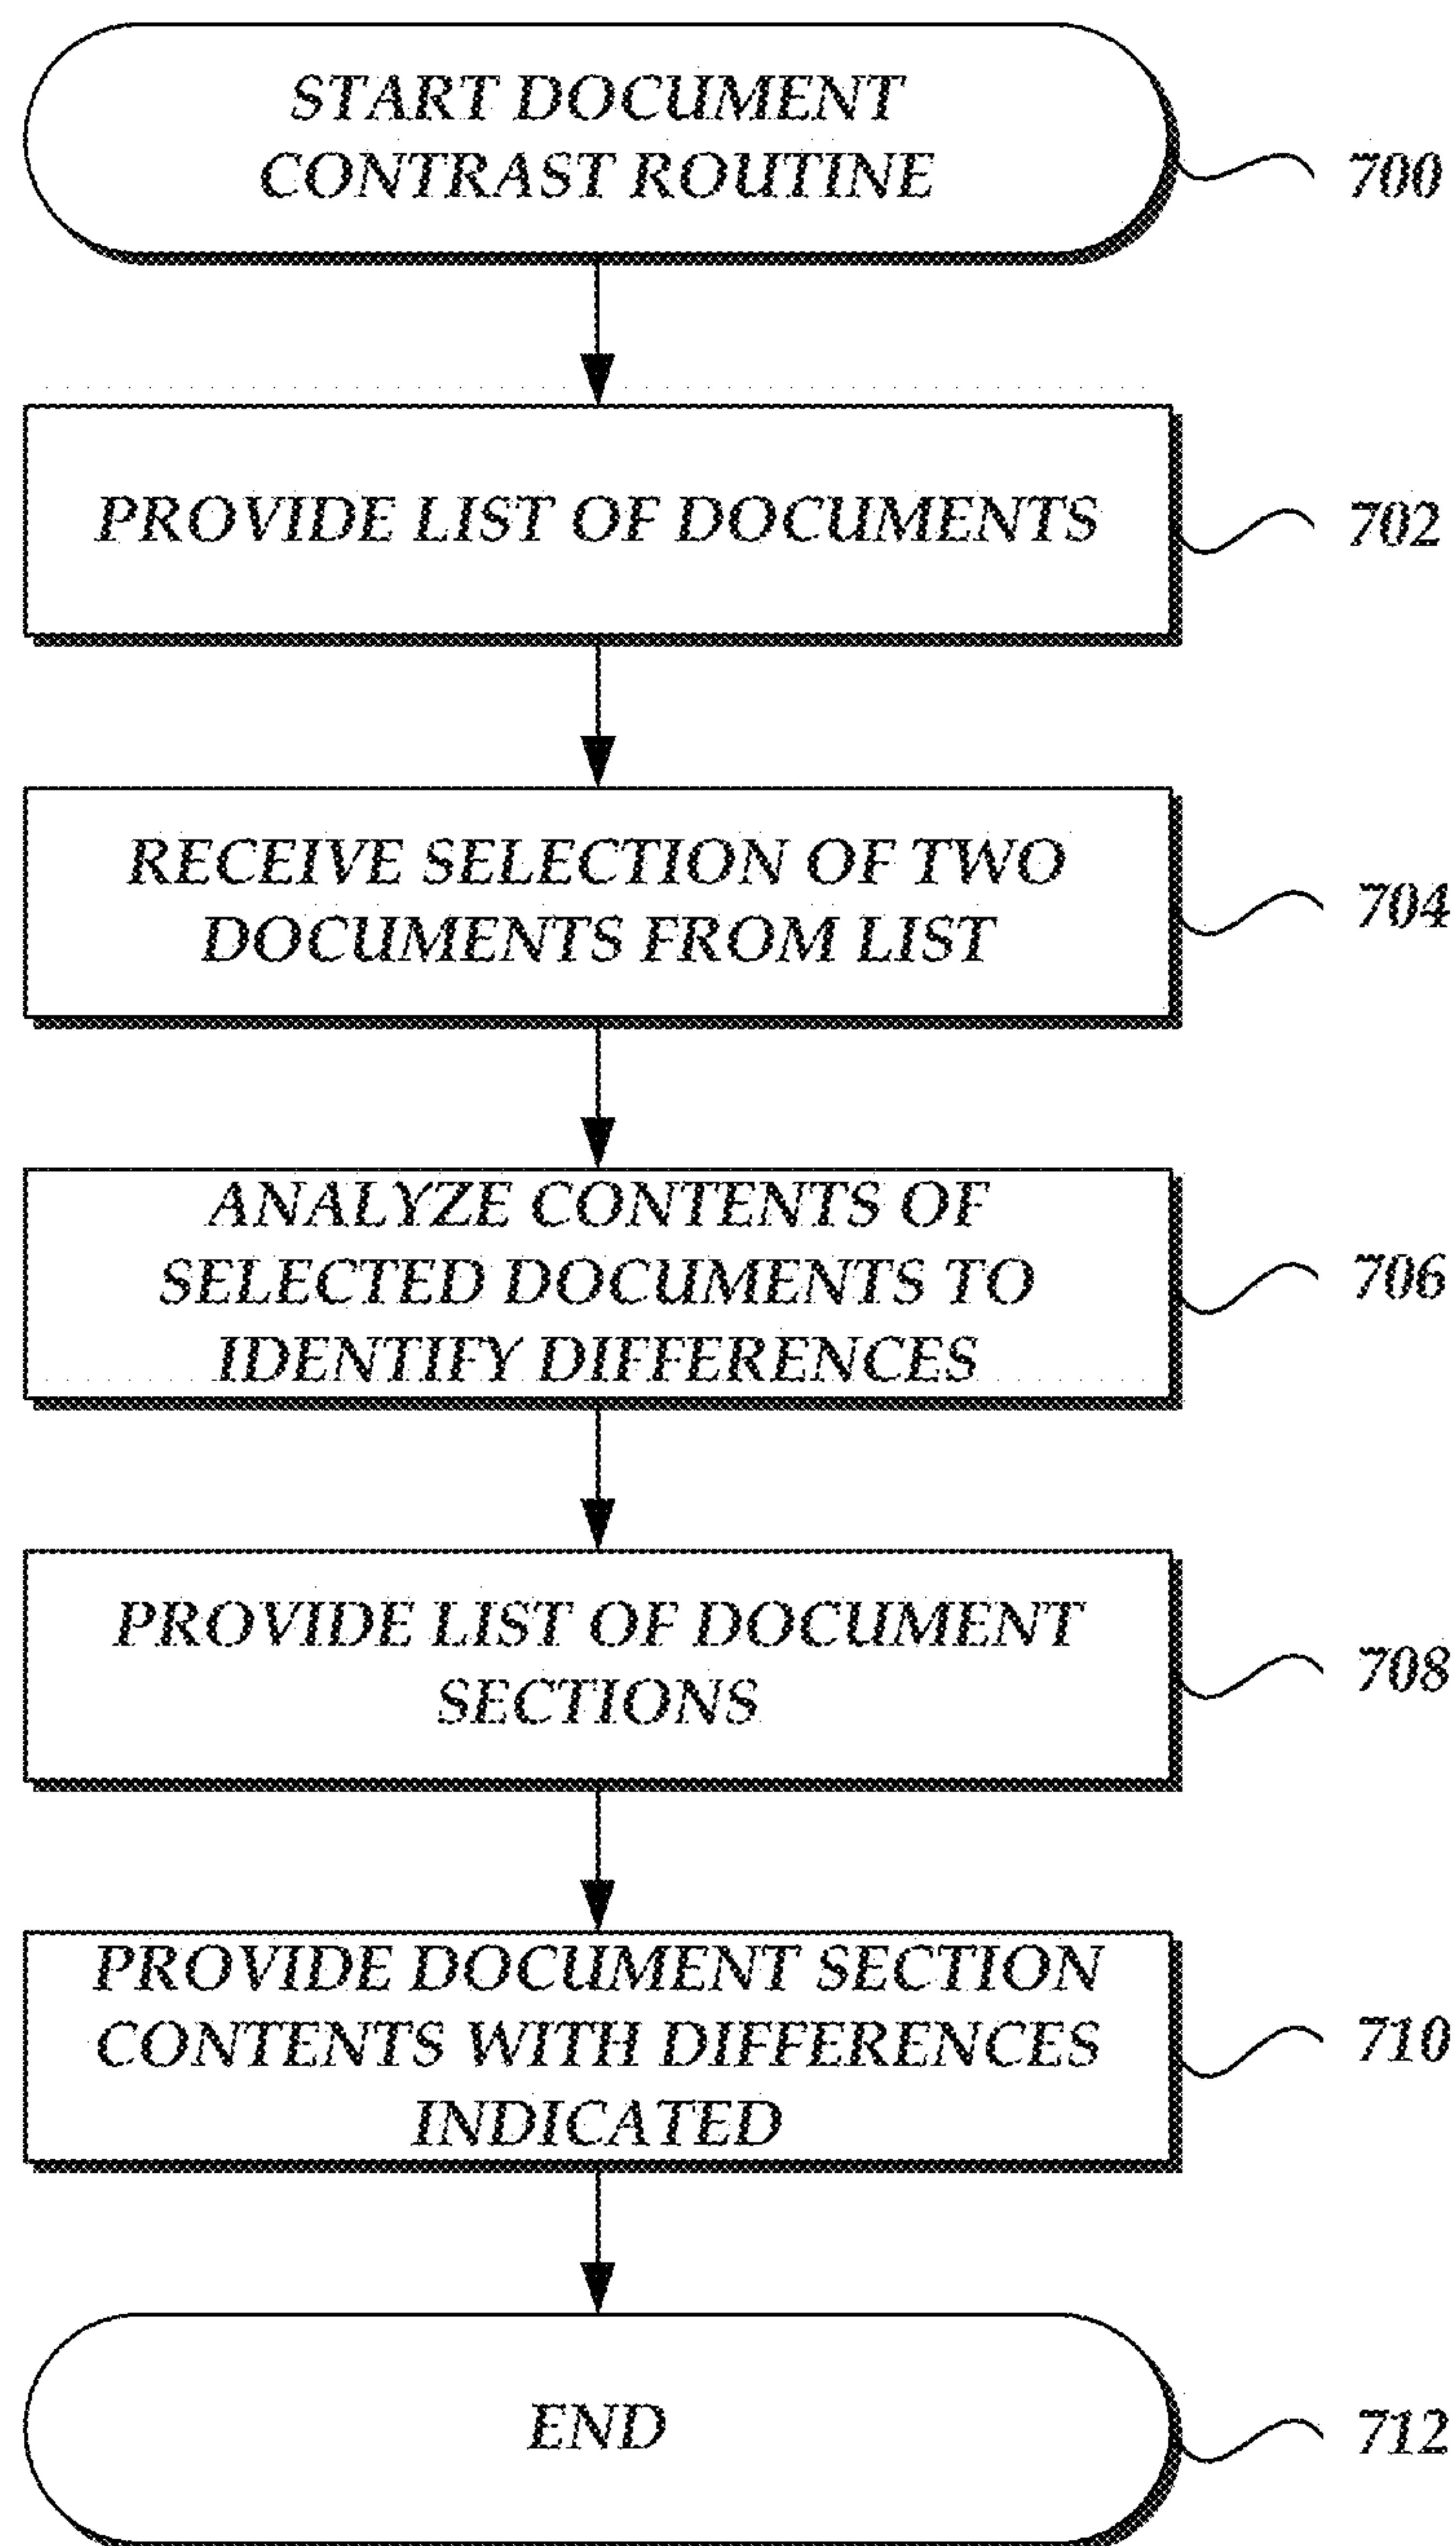 START DOCUMENT
CONTRAST ROUTINE
700
PROVIDE LIST OF DOCUMENTS
702
RECEIVE SELECTION OF TWO
DOCUMENTS FROM LIST
704
ANALYZE CONTENTS OF
SELECTED DOCUMENTS TO
IDENTIFY DIFFERENCES
706
PROVIDE LIST OF DOCUMENT
SECTIONS
708
PROVIDE DOCUMENT SECTION
CONTENTS WITH DIFFERENCES
INDICATED
710
END
712